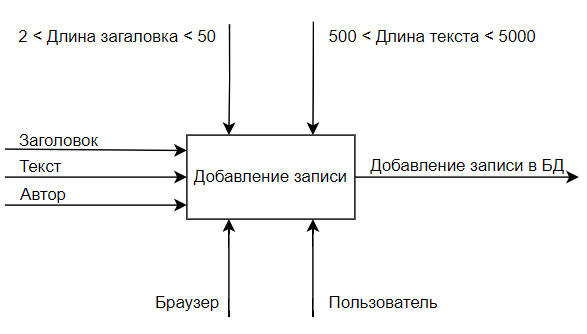 2 < Длина загаловка < 50
500 < Длина текста < 5000
Заголовок
Текст
Автор
Добавление записи
Добавление записи в БД
Браузер
Пользователь